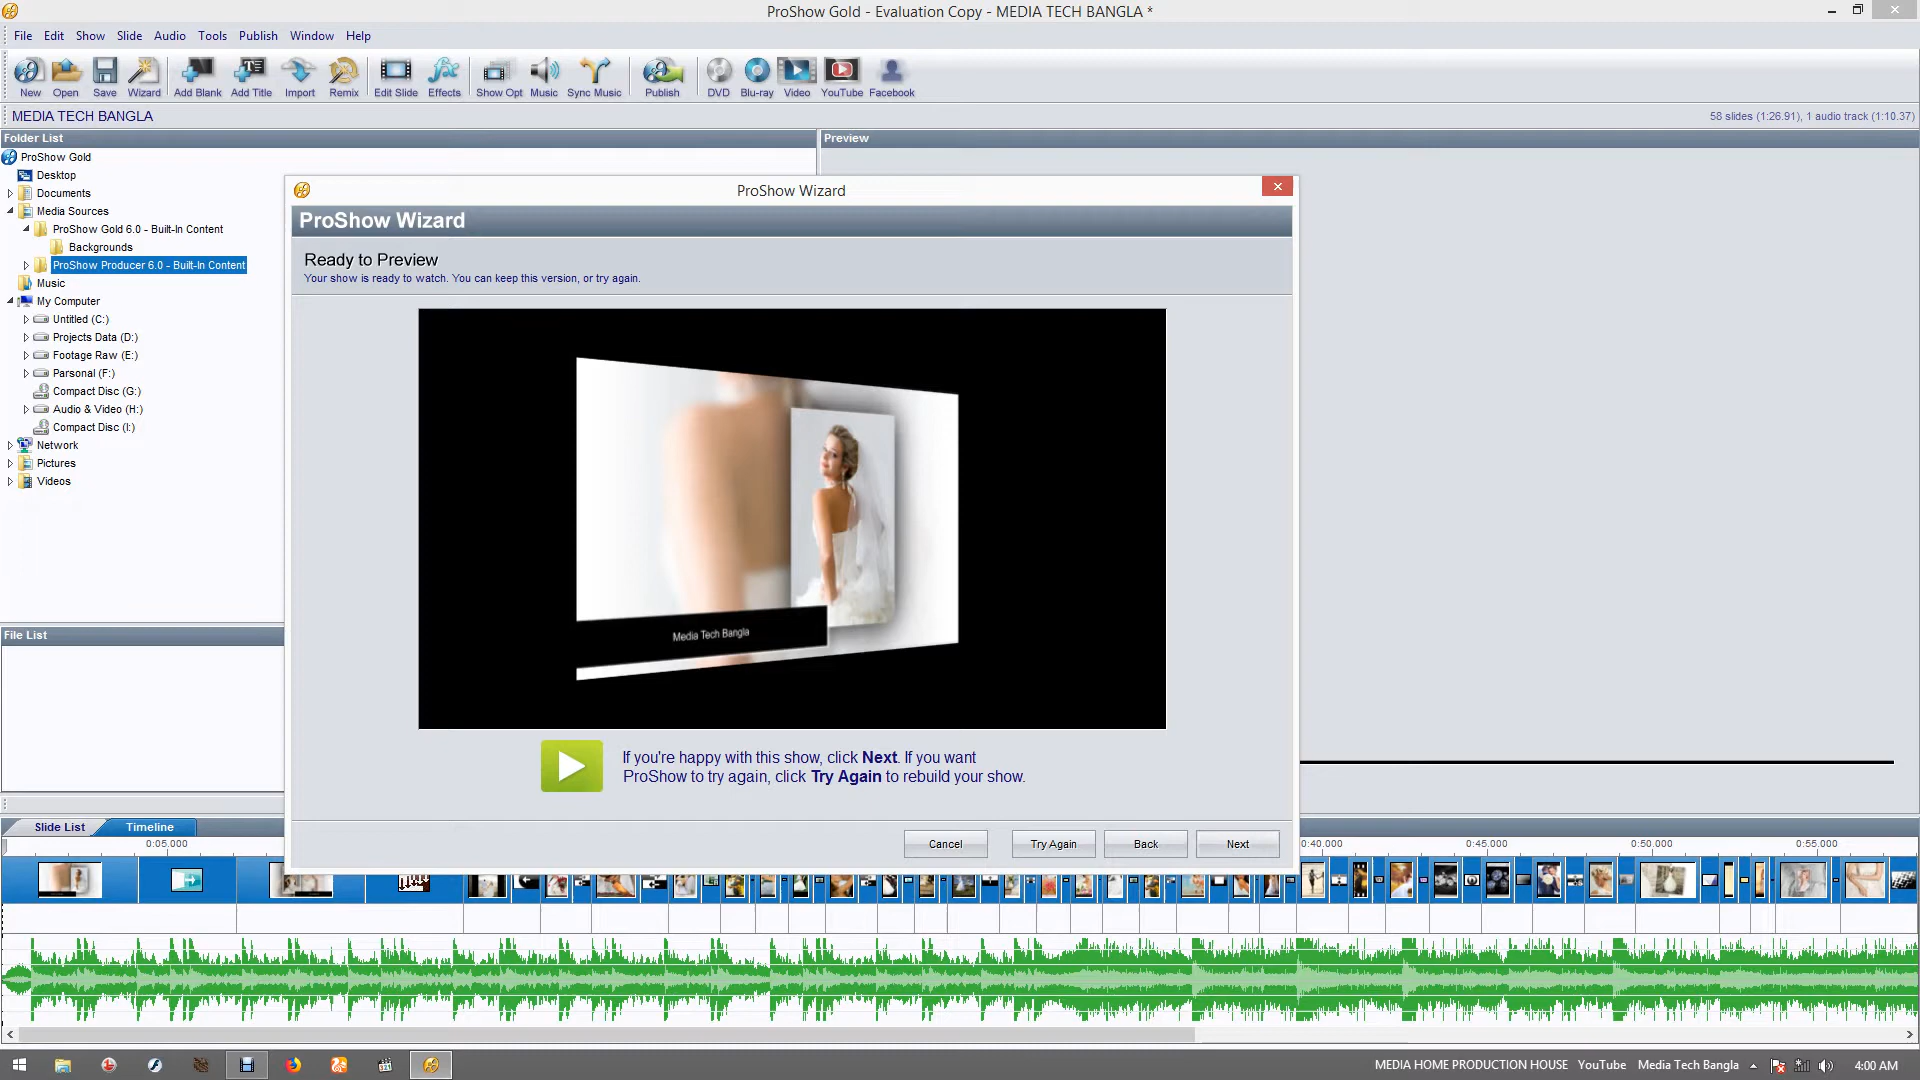 ProShow Gold - Evaluation Copy - MEDIA TECH BANGLA *
File Edit Show Slide Audio Tools Publish Window Help
New Open Save Wizard Add Blank Add Title Import Remix Edit Slide Effects Show Opt Music Sync Music Publish DVD Blu-ray Video YouTube Facebook
MEDIA TECH BANGLA
58 slides (1:26.91), 1 audio track (1:10.37)
Folder List
Preview
ProShow Gold
Desktop
Documents
Media Sources
ProShow Gold 6.0 - Built-In Content
Backgrounds
ProShow Producer 6.0 - Built-In Content
Music
My Computer
Untitled (C:)
Projects Data (D:)
Footage Raw (E:)
Parsonal (F:)
Compact Disc (G:)
Audio & Video (H:)
Compact Disc (I:)
Network
Pictures
Videos
File List
ProShow Wizard
ProShow Wizard
Ready to Preview
Your show is ready to watch. You can keep this version, or try again.
Media Tech Bangla
If you're happy with this show, click Next. If you want
ProShow to try again, click Try Again to rebuild your show.
Cancel Try Again Back Next
Slide List Timeline
0:05.000 0:40.000 0:45.000 0:50.000 0:55.000
MEDIA HOME PRODUCTION HOUSE YouTube Media Tech Bangla 4:00 AM